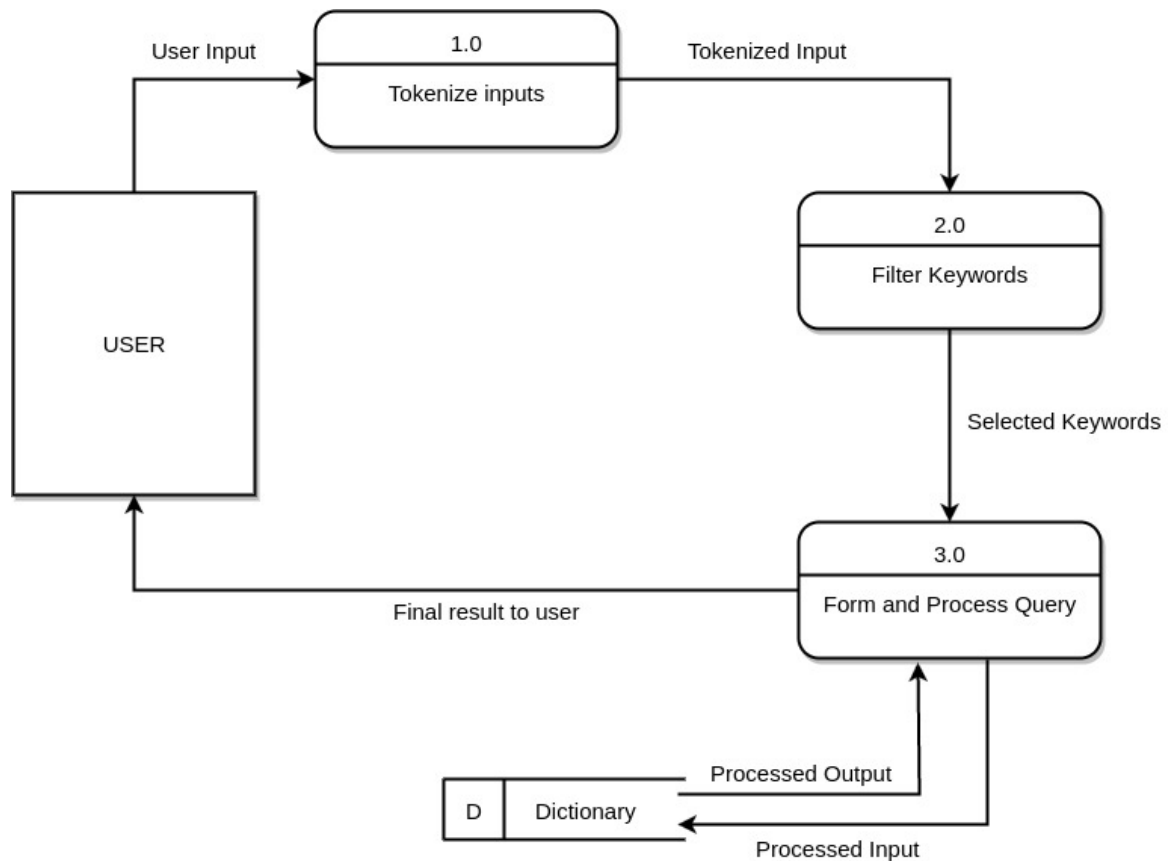 User Input
1.0
Tokenize inputs
Tokenized Input
2.0
Filter Keywords
USER
Selected Keywords
3.0
Form and Process Query
Final result to user
Processed Output
D
Dictionary
Processed Input